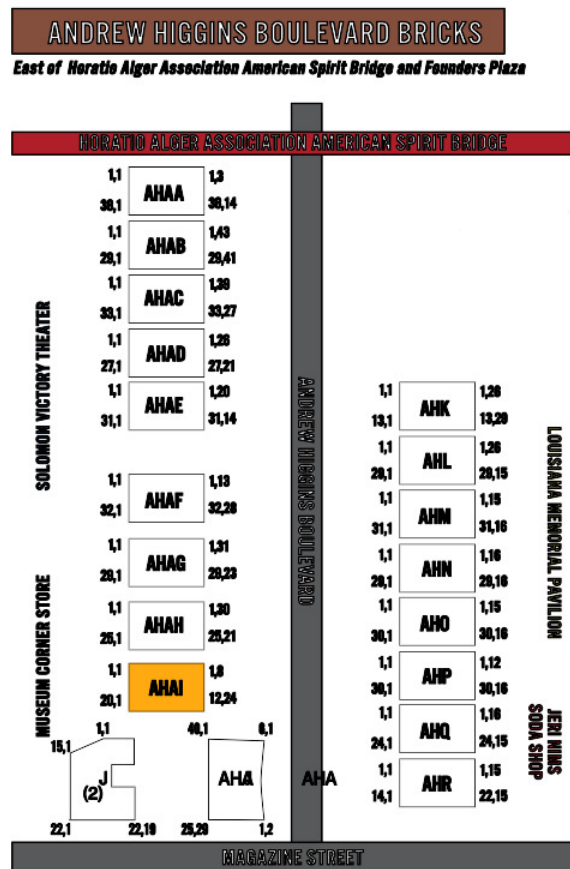 ANDREW HIGGINS BOULEVARD BRICKS
East of Horatio Alger Association American Spirit Bridge and Founders Plaza
HORATIO ALGER ASSOCIATION AMERICAN SPIRIT BRIDGE
1,1 1,3
AHAA
38,1 38,14
1,1 1,43
AHAB
29,1 29,41
1,1 1,39
AHAC
33,1 33,27
1,1 1,26
AHAD
27,1 27,21
1,1 1,20
AHAE
31,1 31,14
1,1 1,13
AHAF
32,1 32,28
1,1 1,31
AHAG
29,1 29,23
1,1 1,30
AHAH
25,1 25,21
1,1 1,8
AHAI
20,1 12,24
1,1
15,1
J
(2)
22,1 22,19
40,1 6,1
25,29 1,2
SOLOMON VICTORY THEATER
MUSEUM CORNER STORE
ANDREW HIGGINS BOULEVARD
AHA
1,1 1,26
AHK
13,1 13,29
1,1 1,26
AHL
29,1 29,15
1,1 1,15
AHM
31,1 31,16
1,1 1,16
AHN
29,1 29,16
1,1 1,15
AHO
30,1 30,16
1,1 1,12
AHP
30,16
1,1 1,16
AHQ
24,1 24,15
1,1 1,15
AHR
14,1 22,15
LOUISIANA MEMORIAL PAVILION
JERI NIMS
SODA SHOP
MAGAZINE STREET